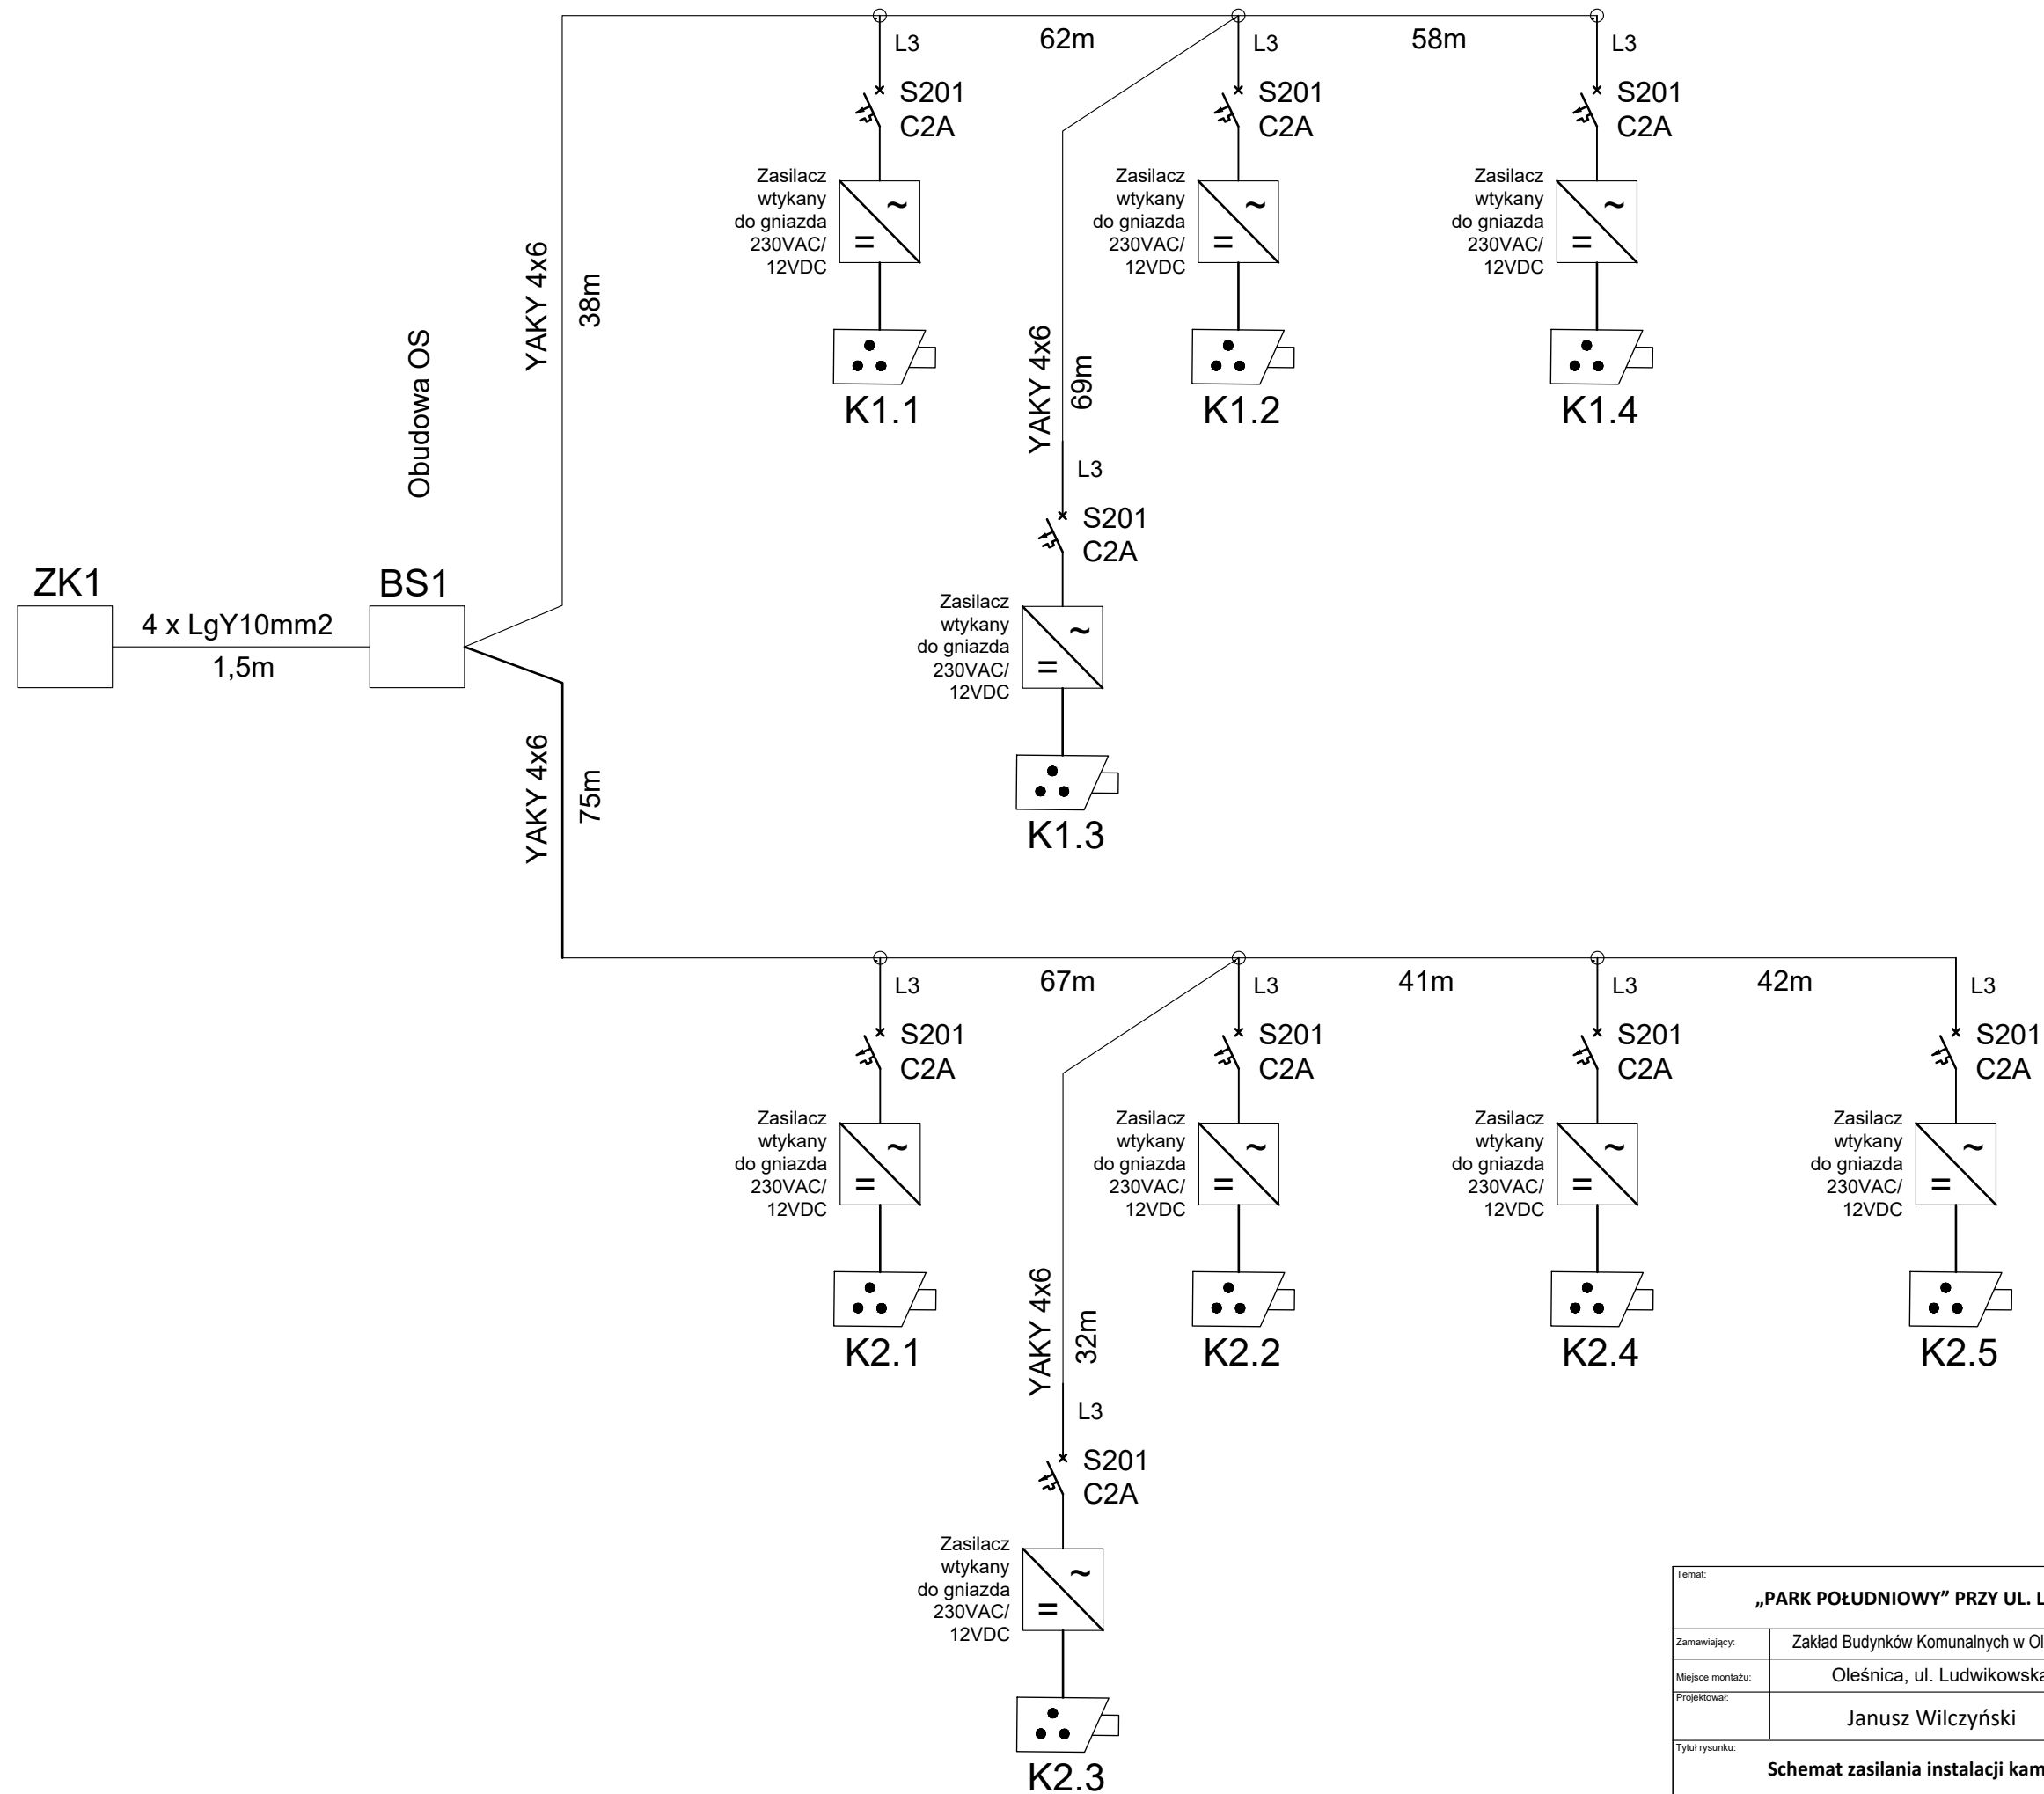 62m
58m
L3
L3
L3
S201
C2A
S201
C2A
S201
C2A
Zasilacz
wtykany
do gniazda
230VAC/
12VDC
Zasilacz
wtykany
do gniazda
230VAC/
12VDC
Zasilacz
wtykany
do gniazda
230VAC/
12VDC
K1.1
K1.2
K1.4
YAKY 4x6
38m
Obudowa OS
YAKY 4x6
69m
L3
S201
C2A
Zasilacz
wtykany
do gniazda
230VAC/
12VDC
K1.3
ZK1
4 x LgY10mm2
1,5m
BS1
YAKY 4x6
75m
67m
41m
42m
L3
L3
L3
L3
S201
C2A
S201
C2A
S201
C2A
S201
C2A
Zasilacz
wtykany
do gniazda
230VAC/
12VDC
Zasilacz
wtykany
do gniazda
230VAC/
12VDC
Zasilacz
wtykany
do gniazda
230VAC/
12VDC
Zasilacz
wtykany
do gniazda
230VAC/
12VDC
K2.1
K2.2
K2.4
K2.5
YAKY 4x6
32m
L3
S201
C2A
Zasilacz
wtykany
do gniazda
230VAC/
12VDC
K2.3
Temat:
„PARK POŁUDNIOWY” PRZY UL. L
Zamawiający:
Zakład Budynków Komunalnych w Ol
Miejsce montażu:
Oleśnica, ul. Ludwikowska
Projektował:
Janusz Wilczyński
Tytuł rysunku:
Schemat zasilania instalacji kam